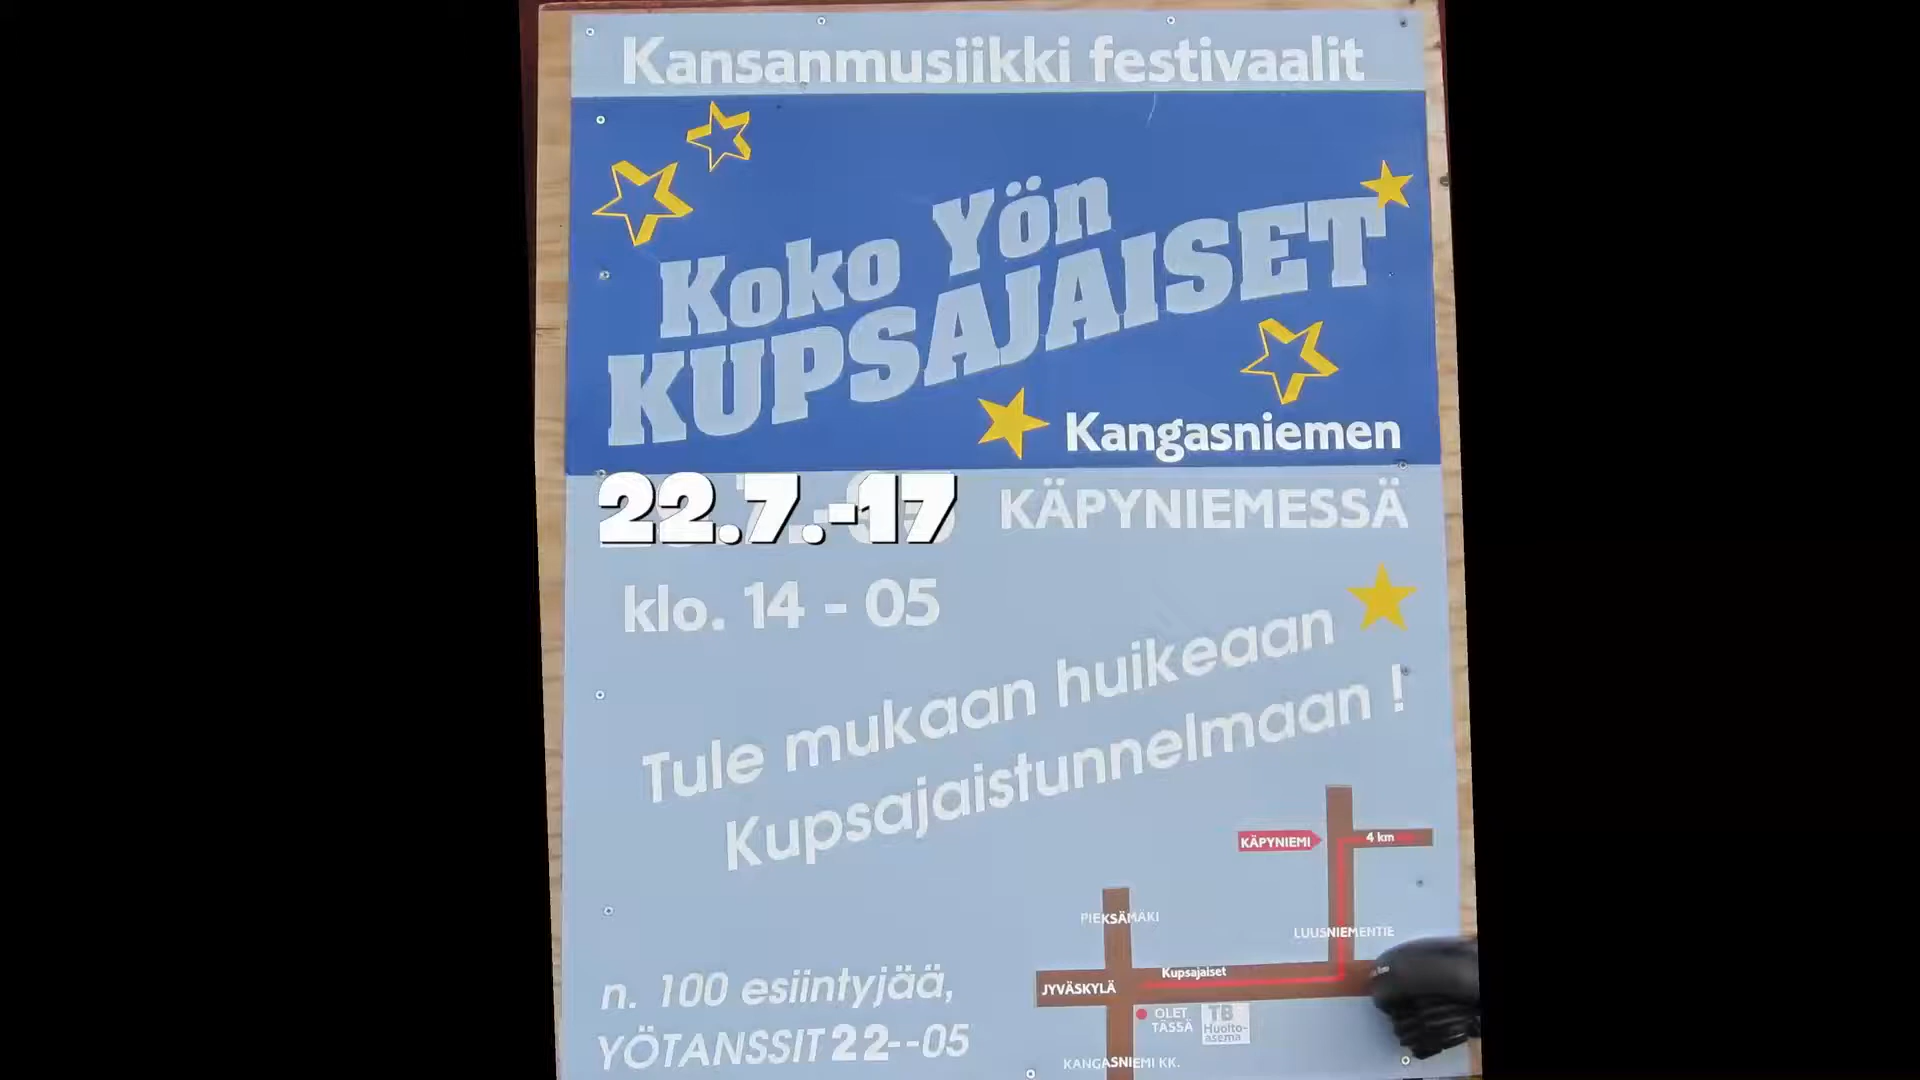 Kansanmusiikki festivaalit
Koko Yön
KUPSAJAISET
Kangasniemen
22.7.-17 KÄPYNIEMESSÄ
klo. 14 - 05
Tule mukaan huikeaan
Kupsajaistunnelmaan !
KÄPYNIEMI
4 km
PIEKSÄMÄKI
LUUSNIEMENTIE
Kupsajaiset
km
JYVÄSKYLÄ
OLET
TÄSSÄ
TB
Huolto-
asema
KANGASNIEMI KK.
n. 100 esiintyjää,
YÖTANSSIT 22--05